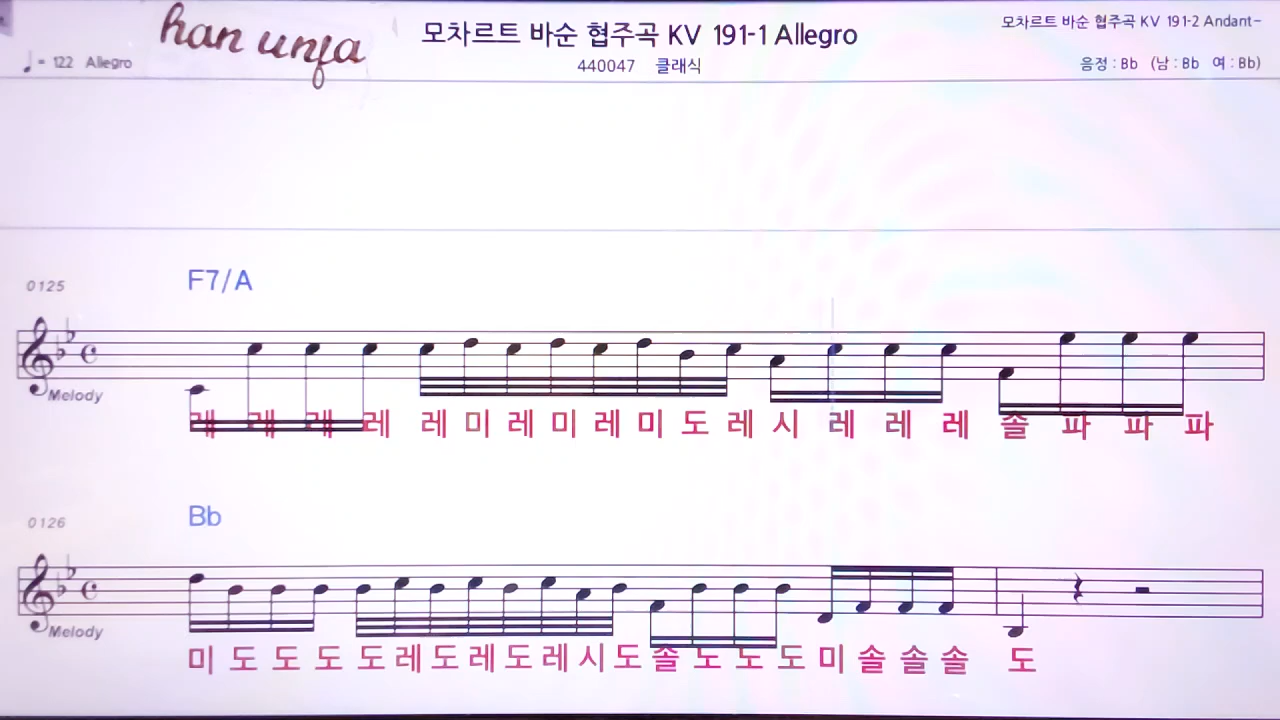 han unja
모차르트 바순 협주곡 KV 191-1 Allegro
모차르트 바순 협주곡 KV 191-2 Andant~
♩= 122 Allegro
440047 클래식
음정 : Bb (남 : Bb 여 : Bb)
0125
F7/A
Melody
레 레 레 레 레 미 레 미 레 미 도 레 시 레 레 레 솔 파 파 파
0126
Bb
Melody
미 도 도 도 도 레 도 레 도 레 시 도 솔 도 도 도 미 솔 솔 솔 도